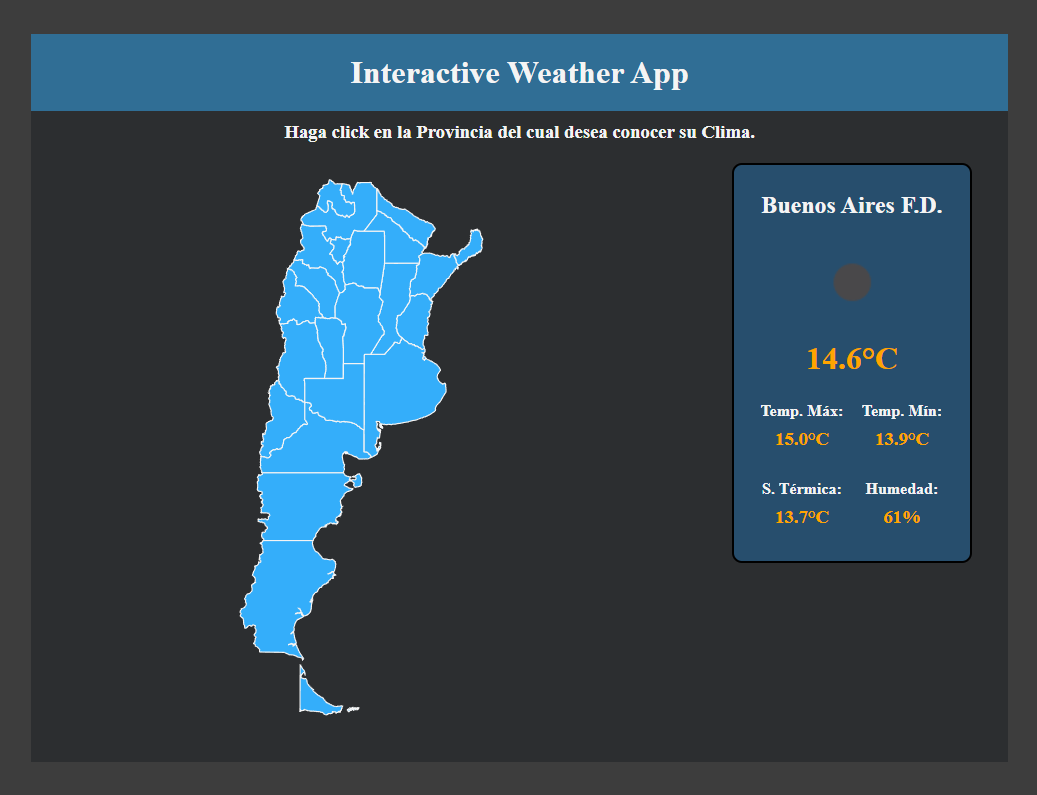 Interactive Weather App
Haga click en la Provincia del cual desea conocer su Clima.
Buenos Aires F.D.
14.6°C
Temp. Máx: Temp. Mín:
15.0°C 13.9°C
S. Térmica: Humedad:
13.7°C 61%